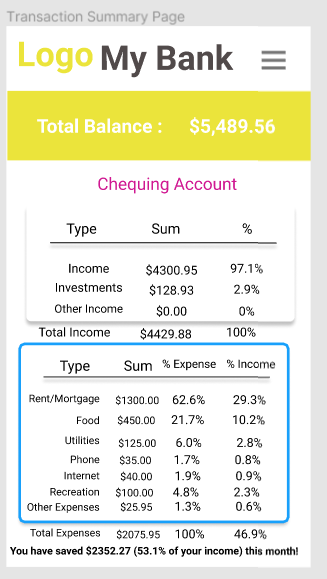 Transaction Summary Page
Logo My Bank
Total Balance : $5,489.56
Chequing Account
Type Sum %
Income $4300.95 97.1%
Investments $128.93 2.9%
Other Income $0.00 0%
Total Income $4429.88 100%
Type Sum % Expense % Income
Rent/Mortgage $1300.00 62.6% 29.3%
Food $450.00 21.7% 10.2%
Utilities $125.00 6.0% 2.8%
Phone $35.00 1.7% 0.8%
Internet $40.00 1.9% 0.9%
Recreation $100.00 4.8% 2.3%
Other Expenses $25.95 1.3% 0.6%
Total Expenses $2075.95 100% 46.9%
You have saved $2352.27 (53.1% of your income) this month!